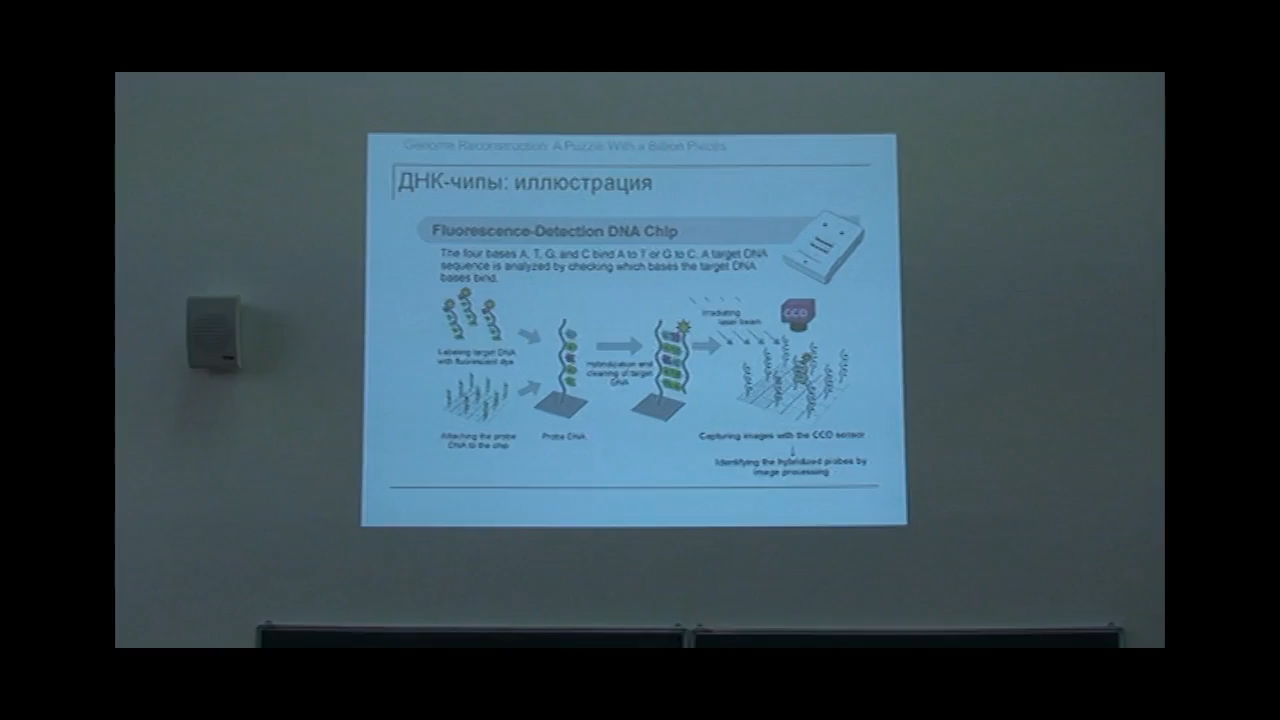 Genome Reconstruction: A Puzzle With a Billion Pieces
ДНК-чипы: иллюстрация
Fluorescence-Detection DNA Chip
The four bases A, T, G, and C bind A to T or G to C. A target DNA
sequence is analyzed by checking which bases the target DNA
bases bind.
Irradiating
laser beam
CCD
Labeling target DNA
with fluorescent dye
Hybridization and
cleaning of target
DNA
Attaching the probe
DNA to the chip
Probe DNA
Capturing images with the CCD sensor
Identifying the hybridized probes by
image processing